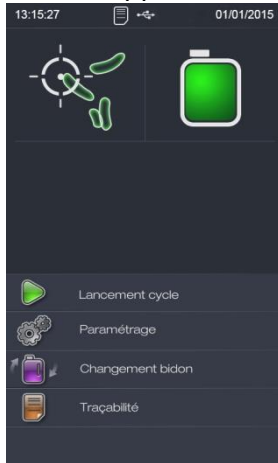 13:15:27 01/01/2015
Lancement cycle
Paramétrage
Changement bidon
Traçabilité